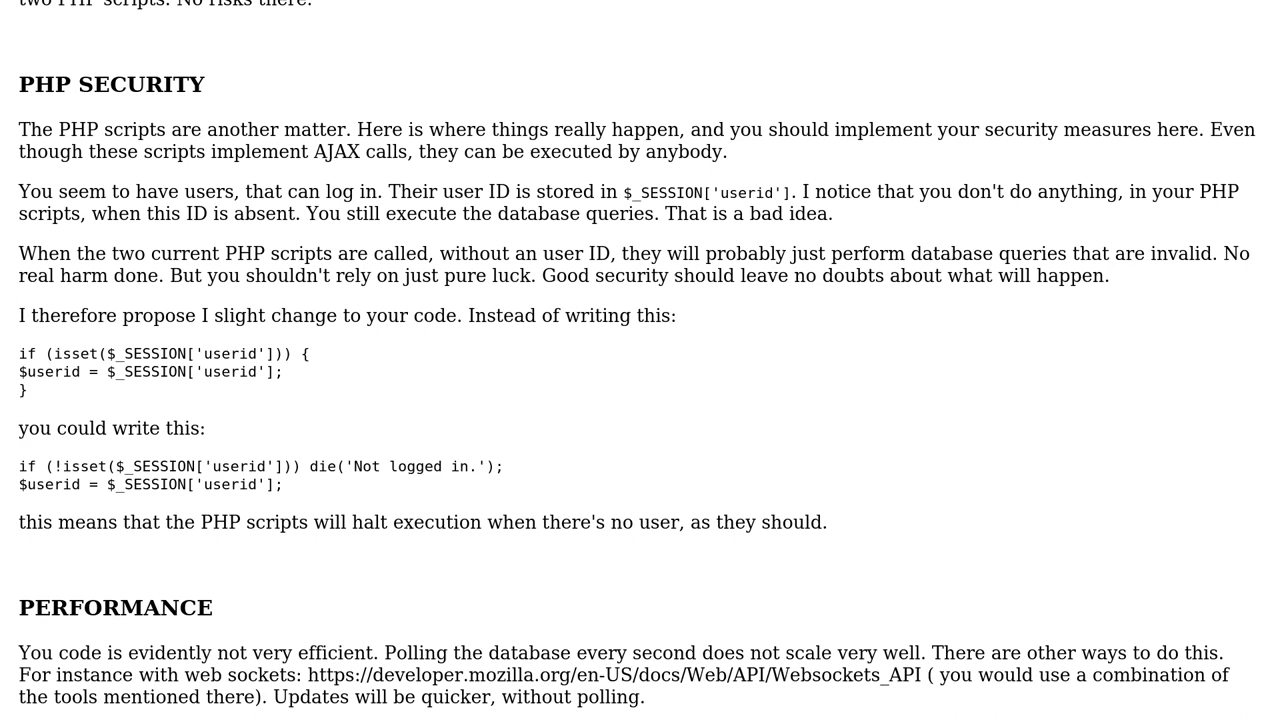 two PHP scripts. No risks there.
PHP SECURITY
The PHP scripts are another matter. Here is where things really happen, and you should implement your security measures here. Even
though these scripts implement AJAX calls, they can be executed by anybody.
You seem to have users, that can log in. Their user ID is stored in $_SESSION['userid']. I notice that you don't do anything, in your PHP
scripts, when this ID is absent. You still execute the database queries. That is a bad idea.
When the two current PHP scripts are called, without an user ID, they will probably just perform database queries that are invalid. No
real harm done. But you shouldn't rely on just pure luck. Good security should leave no doubts about what will happen.
I therefore propose I slight change to your code. Instead of writing this:
if (isset($_SESSION['userid'])) {
$userid = $_SESSION['userid'];
}
you could write this:
if (!isset($_SESSION['userid'])) die('Not logged in.');
$userid = $_SESSION['userid'];
this means that the PHP scripts will halt execution when there's no user, as they should.
PERFORMANCE
You code is evidently not very efficient. Polling the database every second does not scale very well. There are other ways to do this.
For instance with web sockets: https://developer.mozilla.org/en-US/docs/Web/API/Websockets_API ( you would use a combination of
the tools mentioned there). Updates will be quicker, without polling.